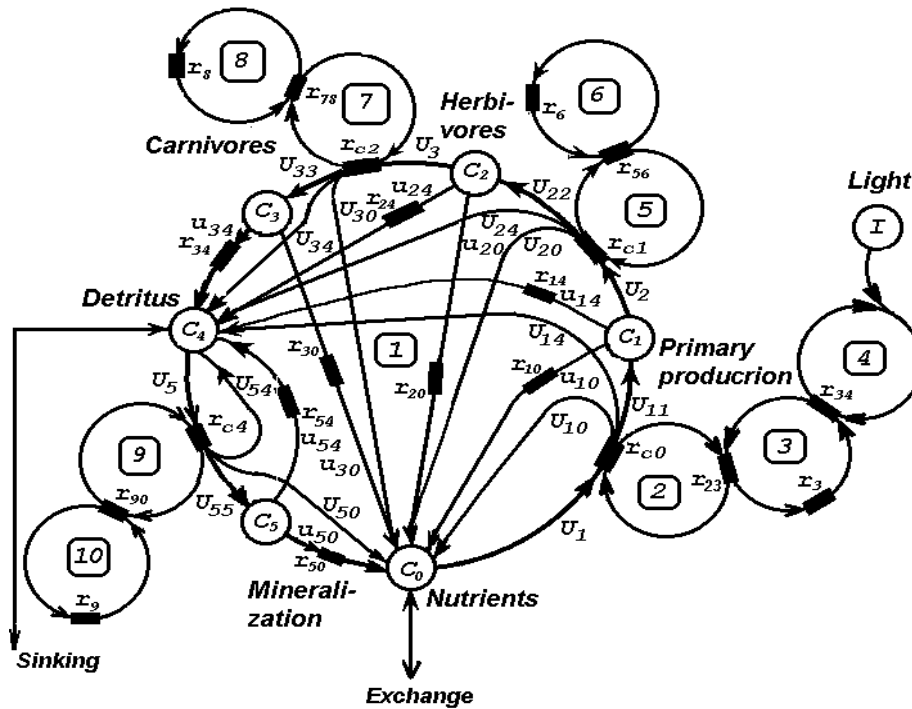 8
r8
r78
7
Carnivores
Herbi-
vores
6
r6
r56
5
Light
I
rc2
U3
C2
U33
u24
r24
U22
C3
U30
U24
u20
U20
rc1
u34
r34
U34
U2
r14
u14
Detritus
C4
1
U14
C1
Primary
producrion
4
r30
r20
r10
u10
r34
U5
U54
r54
u54
rc4
U11
U10
9
u30
rc0
3
r23
r3
2
r90
U55
C5
U50
u50
r50
U1
10
r9
C0
Minerali-
zation
Nutrients
Sinking
Exchange